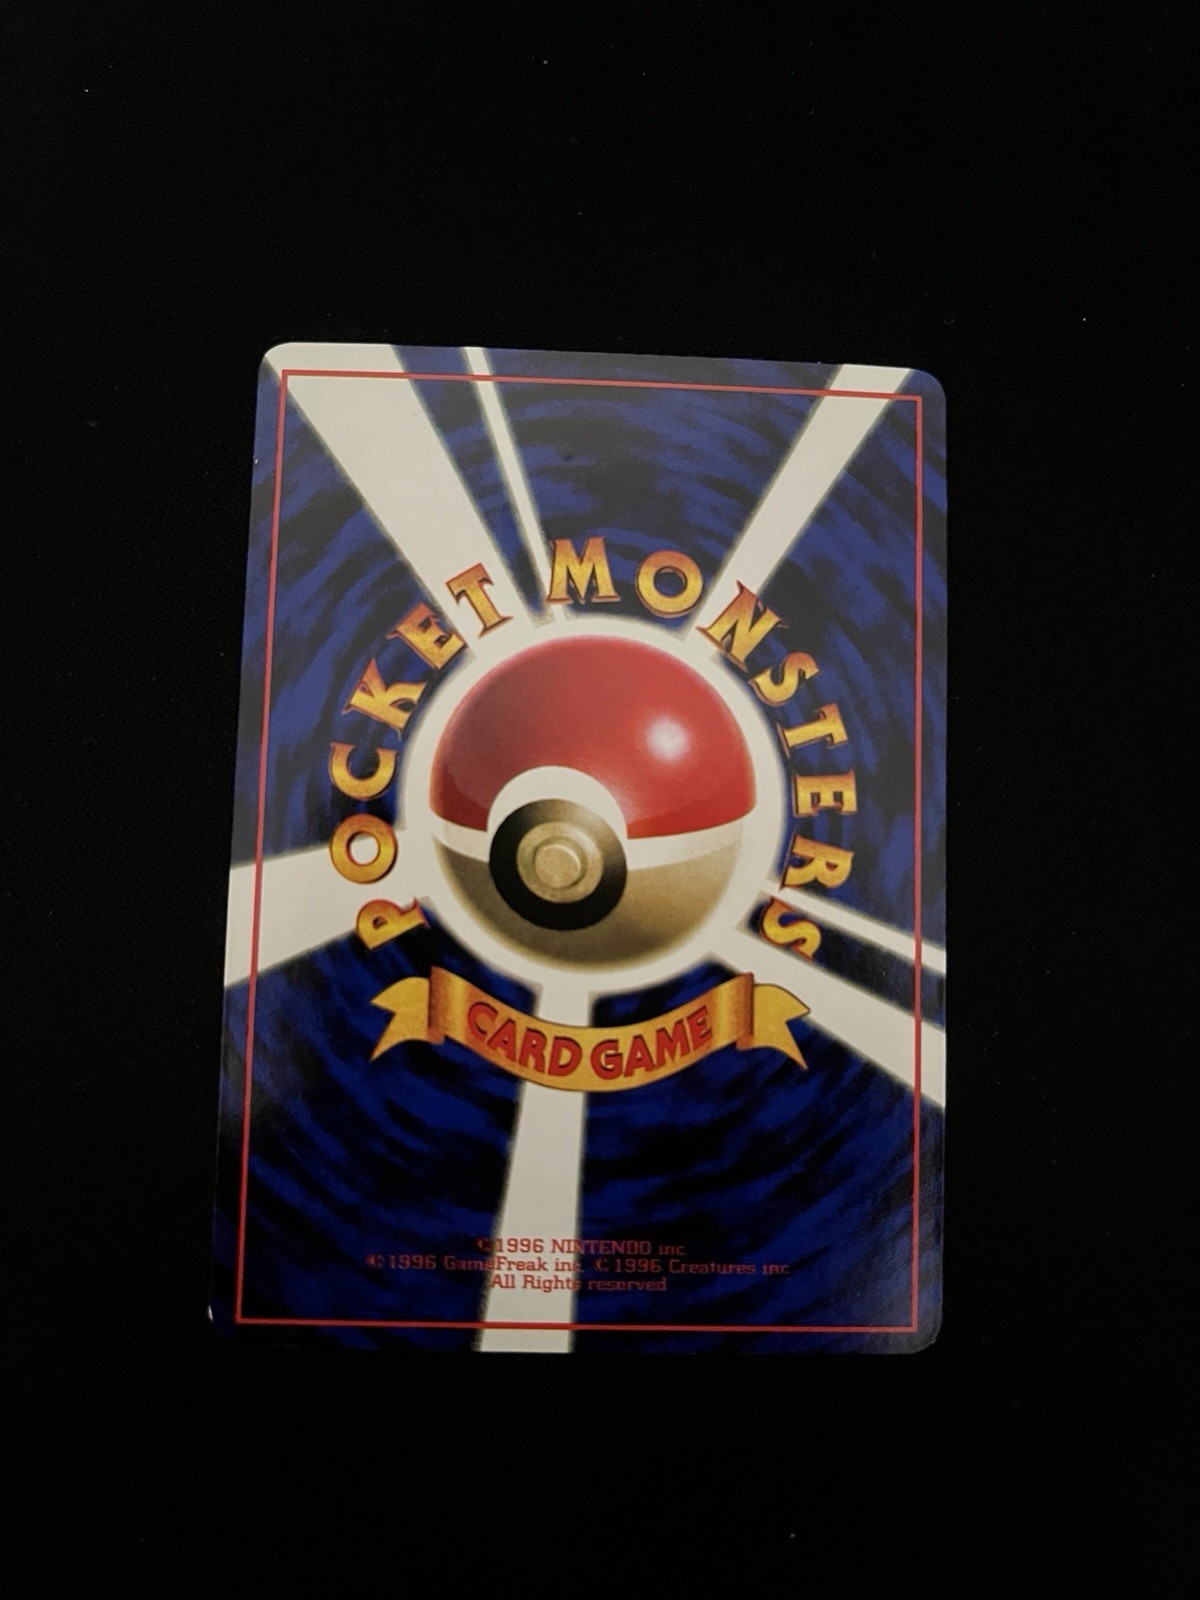 POCKET MONSTERS
CARD GAME
©1996 NINTENDO inc
©1996 GameFreak inc. ©1996 Creatures inc
All Rights reserved